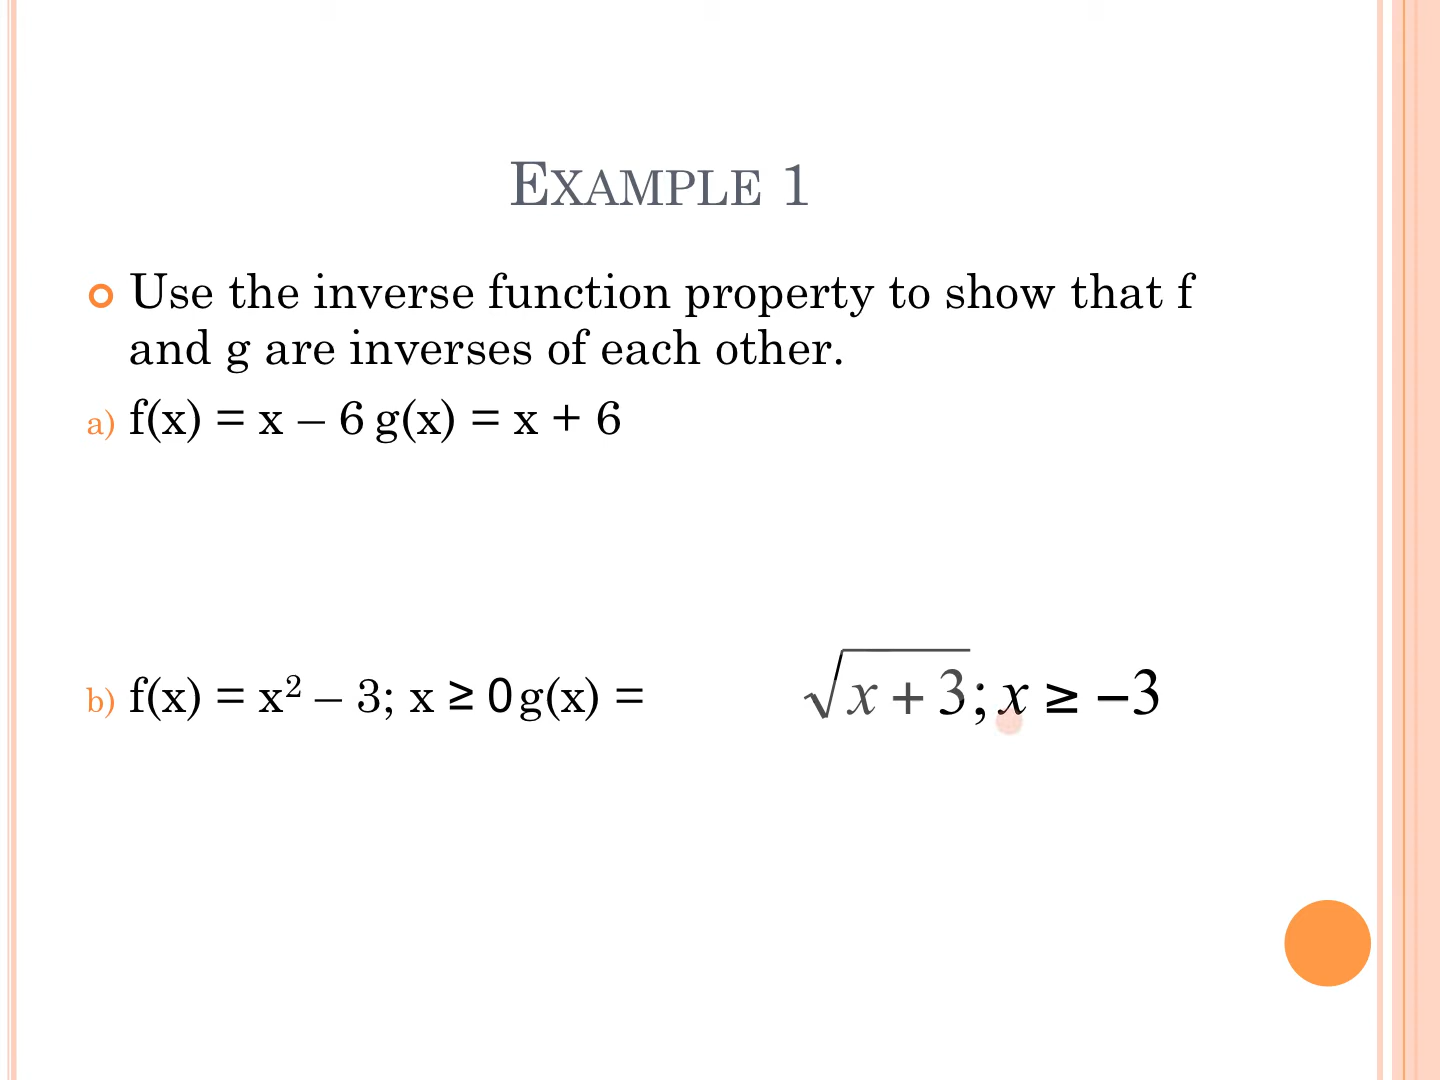 EXAMPLE 1
Use the inverse function property to show that f
and g are inverses of each other.
a) f(x) = x – 6 g(x) = x + 6
b) f(x) = x² – 3; x ≥ 0 g(x) = √x + 3; x ≥ −3